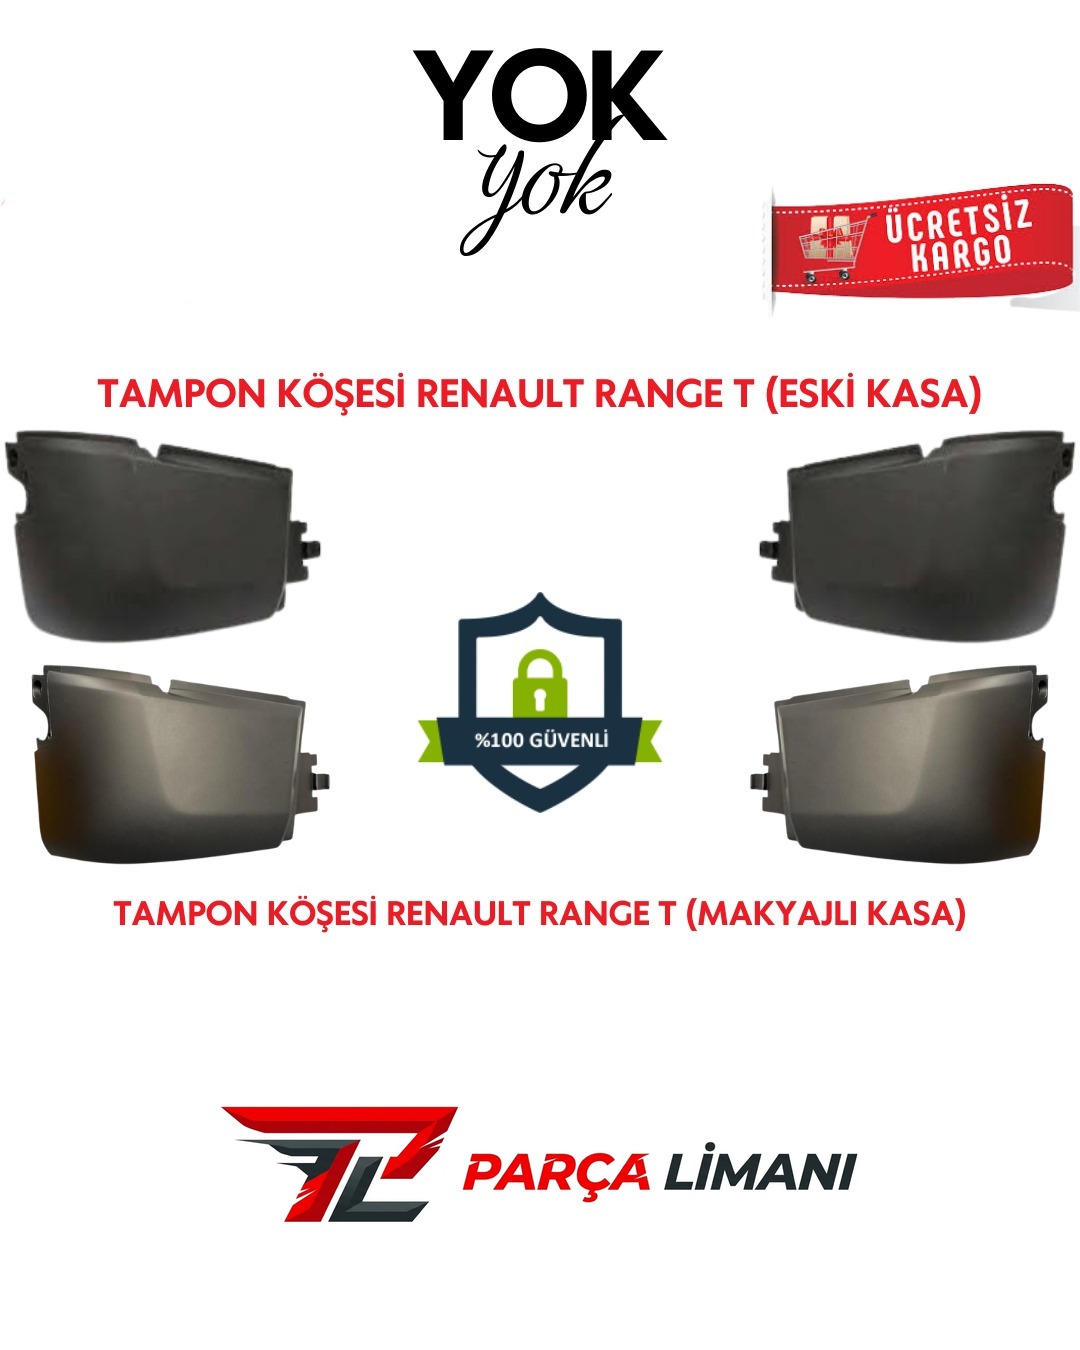 YOK
yok
ÜCRETSİZ
KARGO
TAMPON KÖŞESİ RENAULT RANGE T (ESKİ KASA)
%100 GÜVENLİ
TAMPON KÖŞESİ RENAULT RANGE T (MAKYAJLI KASA)
PARÇA LİMANI